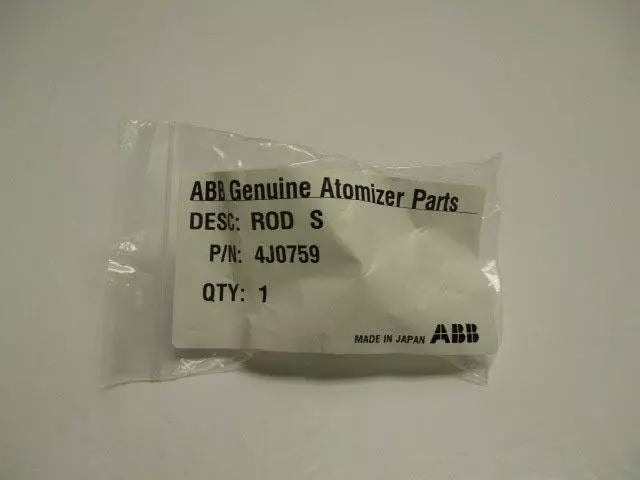 ABB Genuine Atomizer Parts
DESC: ROD S
P/N: 4J0759
QTY: 1
MADE IN JAPAN ABB